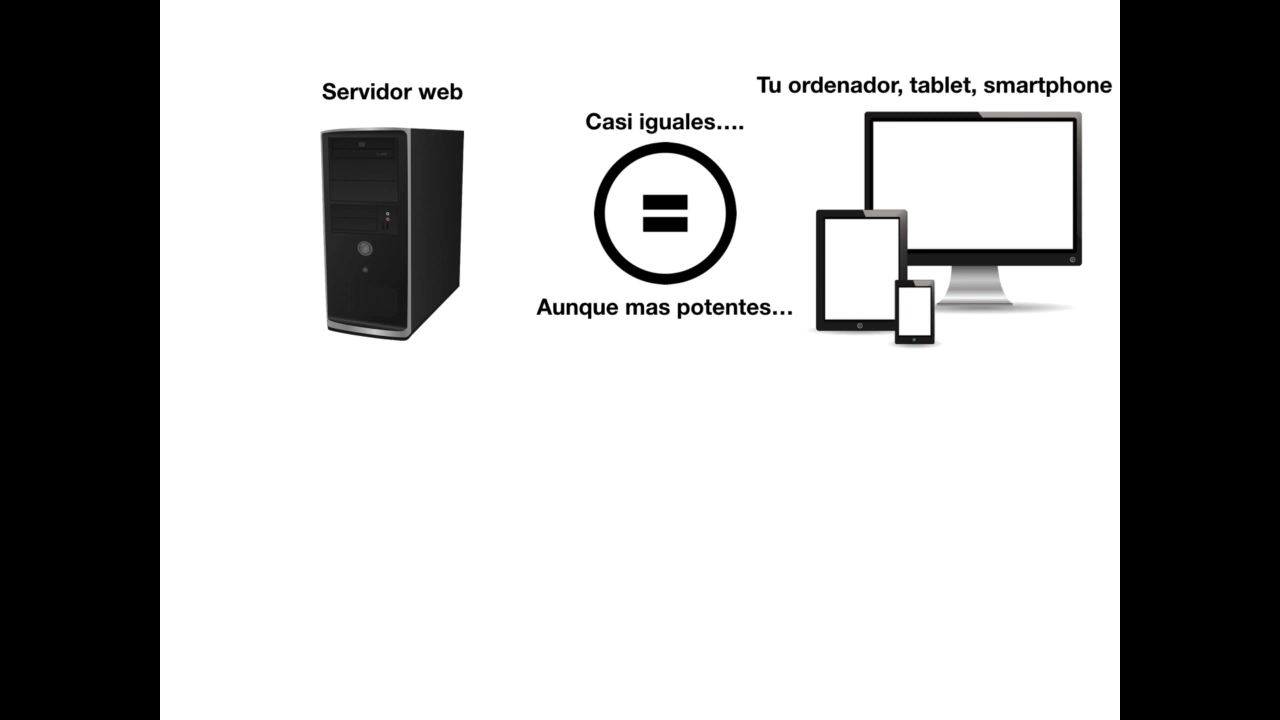 Servidor web
Casi iguales….
Aunque mas potentes…
Tu ordenador, tablet, smartphone